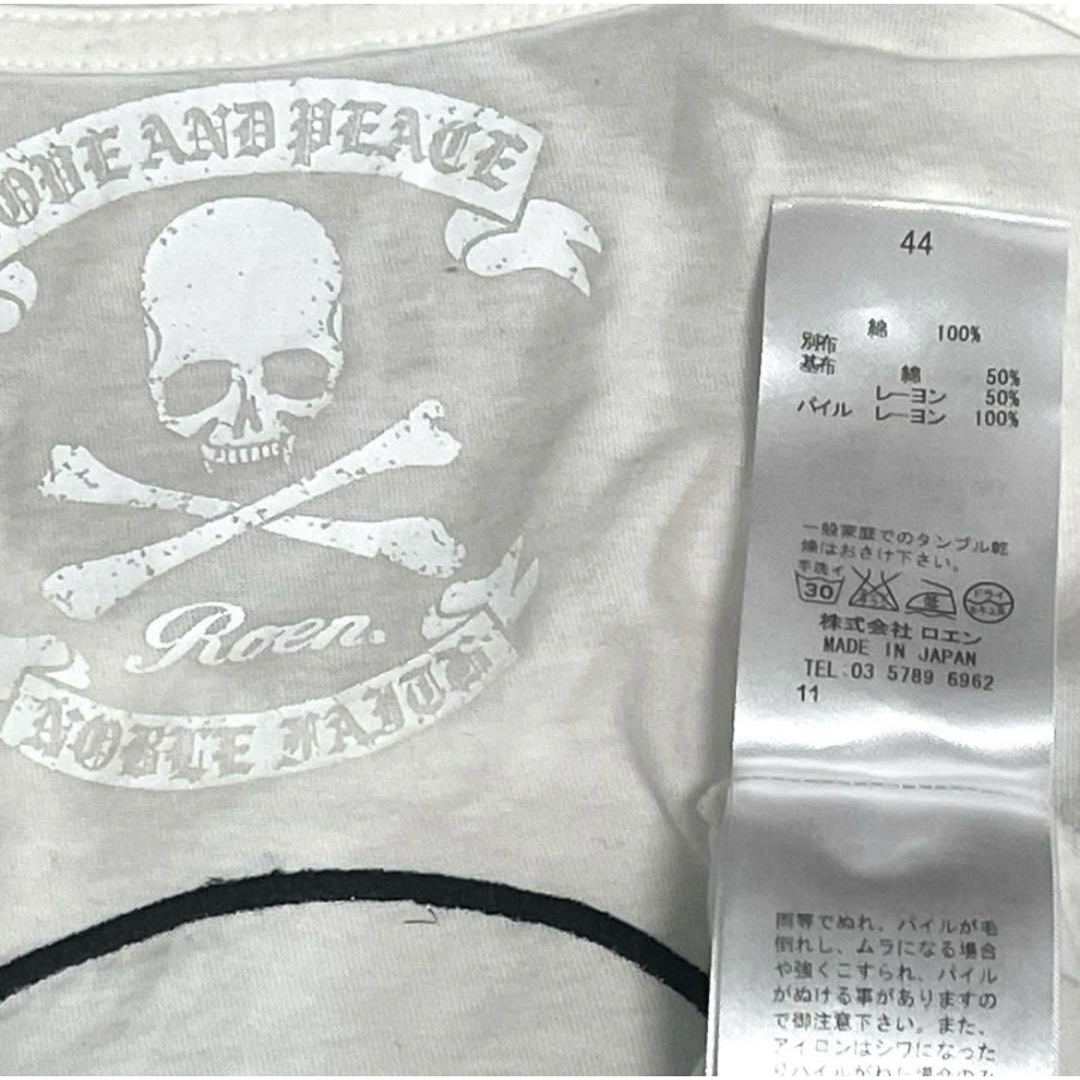 OVE AND PEACE
Roen.
NOBLE FAITH
44
綿 100%
別布
基布 綿 50%
レーヨン 50%
パイル レーヨン 100%
一般家庭でのタンブル乾
燥はおさけ下さい。
手洗イ
30
ドライ
株式会社 ロエン
MADE IN JAPAN
TEL.03 5789 6962
11
雨等でぬれ、パイルが毛
倒れし、ムラになる場合
や強くこすられ、パイル
がぬける事がありますの
で御注意下さい。また、
アイロンはシワになった